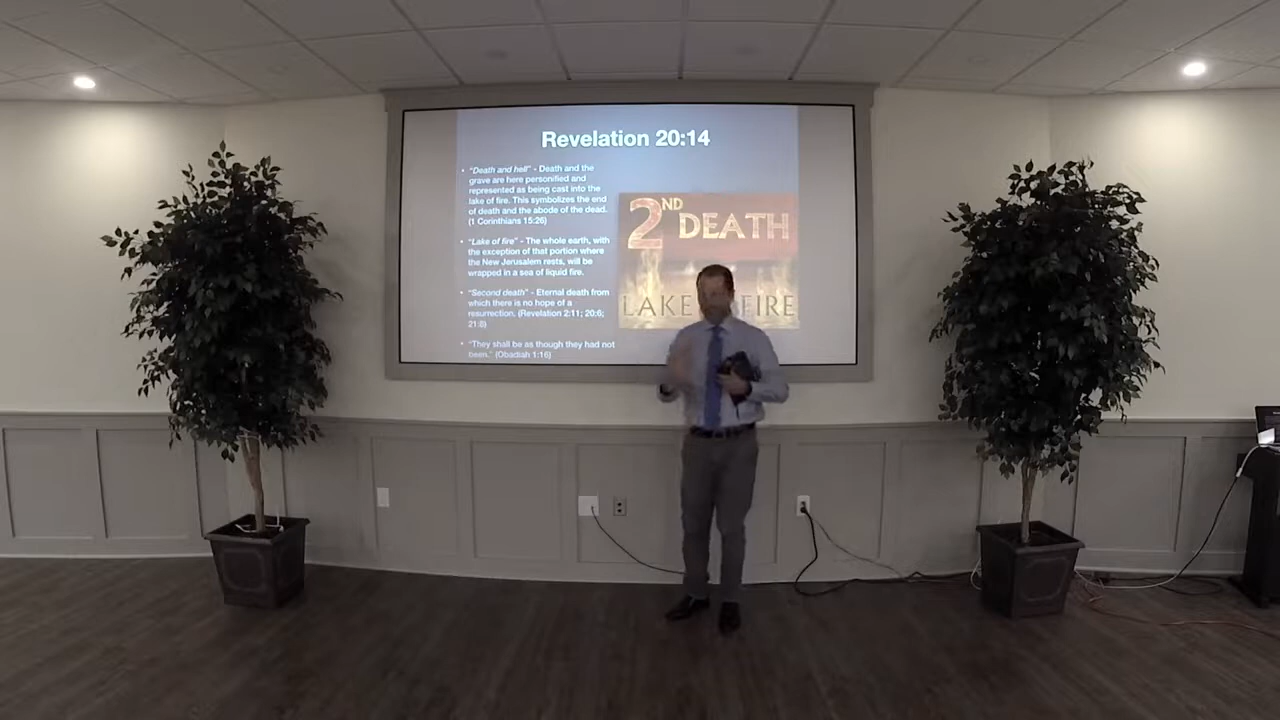 Revelation 20:14
• "Death and hell" - Death and the
grave are here personified and
represented as being cast into the
lake of fire. This symbolizes the end
of death and the abode of the dead.
(1 Corinthians 15:26)
• "Lake of fire" - The whole earth, with
the exception of that portion where
the New Jerusalem rests, will be
wrapped in a sea of liquid fire.
• "Second death" - Eternal death from
which there is no hope of a
resurrection. (Revelation 2:11; 20:6;
21:8)
• "They shall be as though they had not
been." (Obadiah 1:16)
2ND DEATH
LAKE FIRE